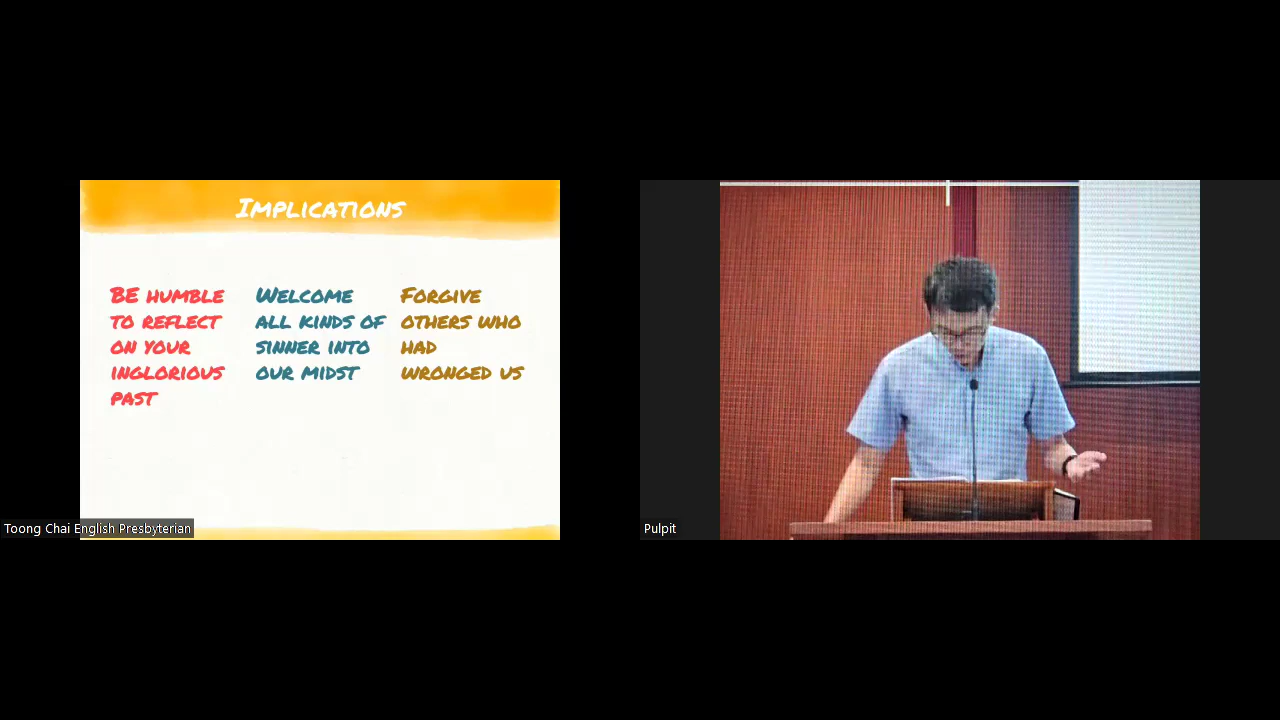 Implications
BE humble
to reflect
on your
inglorious
past
Welcome
all kinds of
sinner into
our midst
Forgive
others who
had
wronged us
Toong Chai English Presbyterian
Pulpit